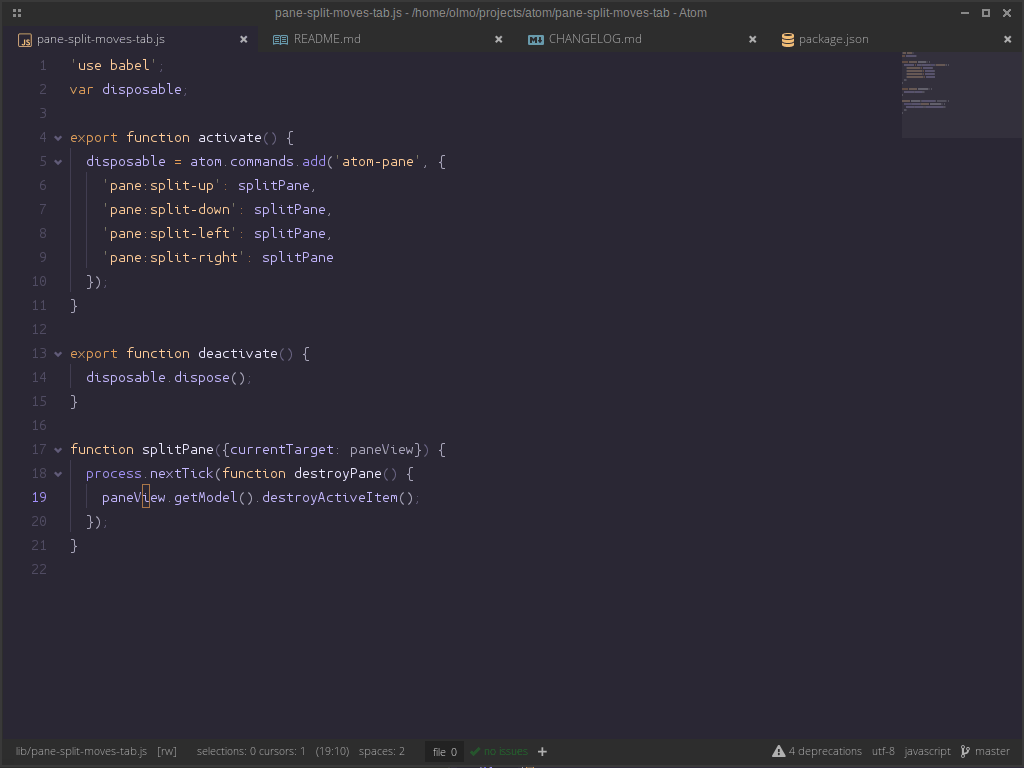 pane-split-moves-tab.js - /home/olmo/projects/atom/pane-split-moves-tab - Atom
pane-split-moves-tab.js README.md CHANGELOG.md package.json
1 'use babel';
2 var disposable;
3
4 export function activate() {
5 disposable = atom.commands.add('atom-pane', {
6 'pane:split-up': splitPane,
7 'pane:split-down': splitPane,
8 'pane:split-left': splitPane,
9 'pane:split-right': splitPane
10 });
11 }
12
13 export function deactivate() {
14 disposable.dispose();
15 }
16
17 function splitPane({currentTarget: paneView}) {
18 process.nextTick(function destroyPane() {
19 paneView.getModel().destroyActiveItem();
20 });
21 }
22
lib/pane-split-moves-tab.js [rw] selections: 0 cursors: 1 (19:10) spaces: 2 file 0 no issues + 4 deprecations utf-8 javascript master